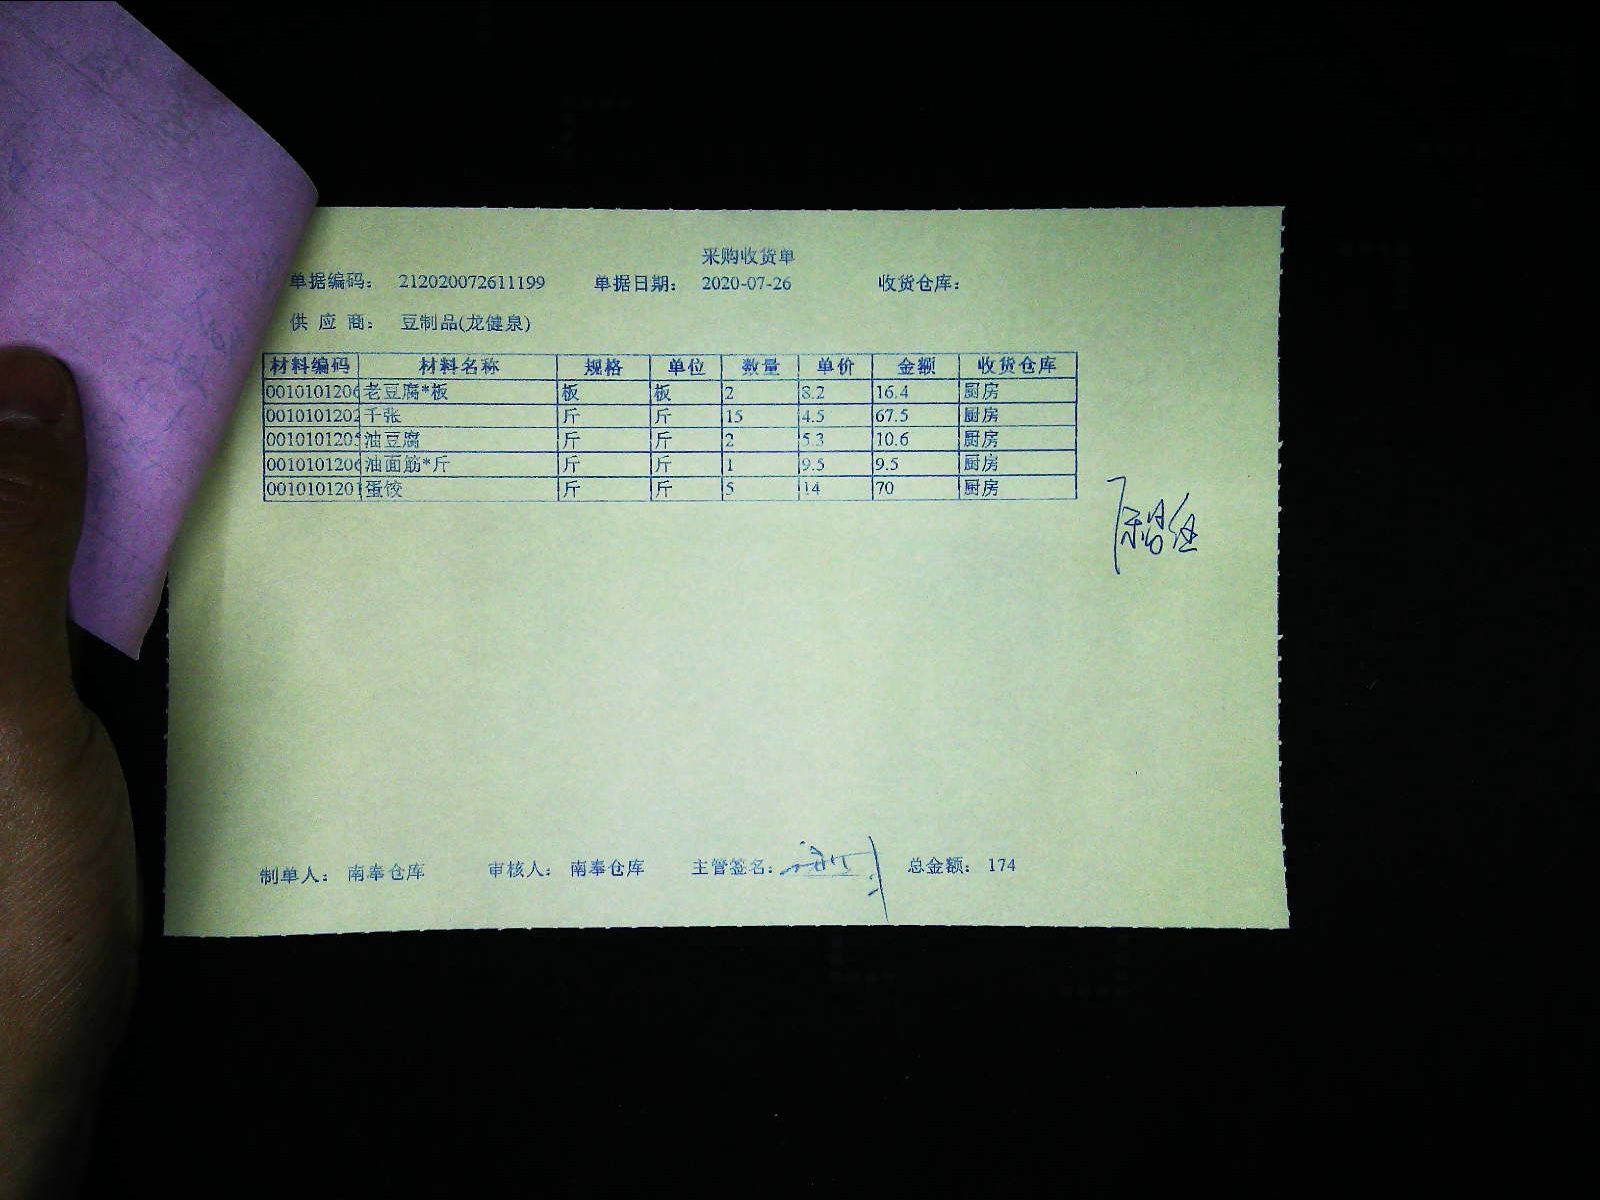 采购收货单
单据编码： 212020072611199 单据日期： 2020-07-26 收货仓库：
供 应 商： 豆制品(龙健泉)
材料编码 材料名称 规格 单位 数量 单价 金额 收货仓库
0010101206 老豆腐*板 板 板 2 8.2 16.4 厨房
0010101202 千张 斤 斤 15 4.5 67.5 厨房
0010101205 油豆腐 斤 斤 2 5.3 10.6 厨房
0010101206 油面筋*斤 斤 斤 1 9.5 9.5 厨房
0010101201 蛋饺 斤 斤 5 14 70 厨房
制单人： 南奉仓库 审核人： 南奉仓库 主管签名： 总金额： 174